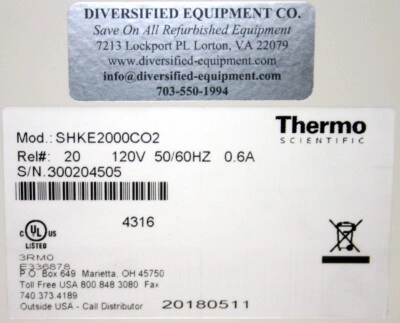 DIVERSIFIED EQUIPMENT CO.
Save On All Refurbished Equipment
7213 Lockport PL Lorton, VA 22079
www.diversified-equipment.com
info@diversified-equipment.com
703-550-1994
Mod.: SHKE2000CO2
Thermo
SCIENTIFIC
Rel#: 20 120V 50/60HZ 0.6A
S/N.300204505
c UL us
LISTED
4316
3RM0
E336878
P.O. Box 649 Marietta, OH 45750
Toll Free USA 800 848 3080 Fax
740 373.4189
Outside USA - Call Distributor
20180511